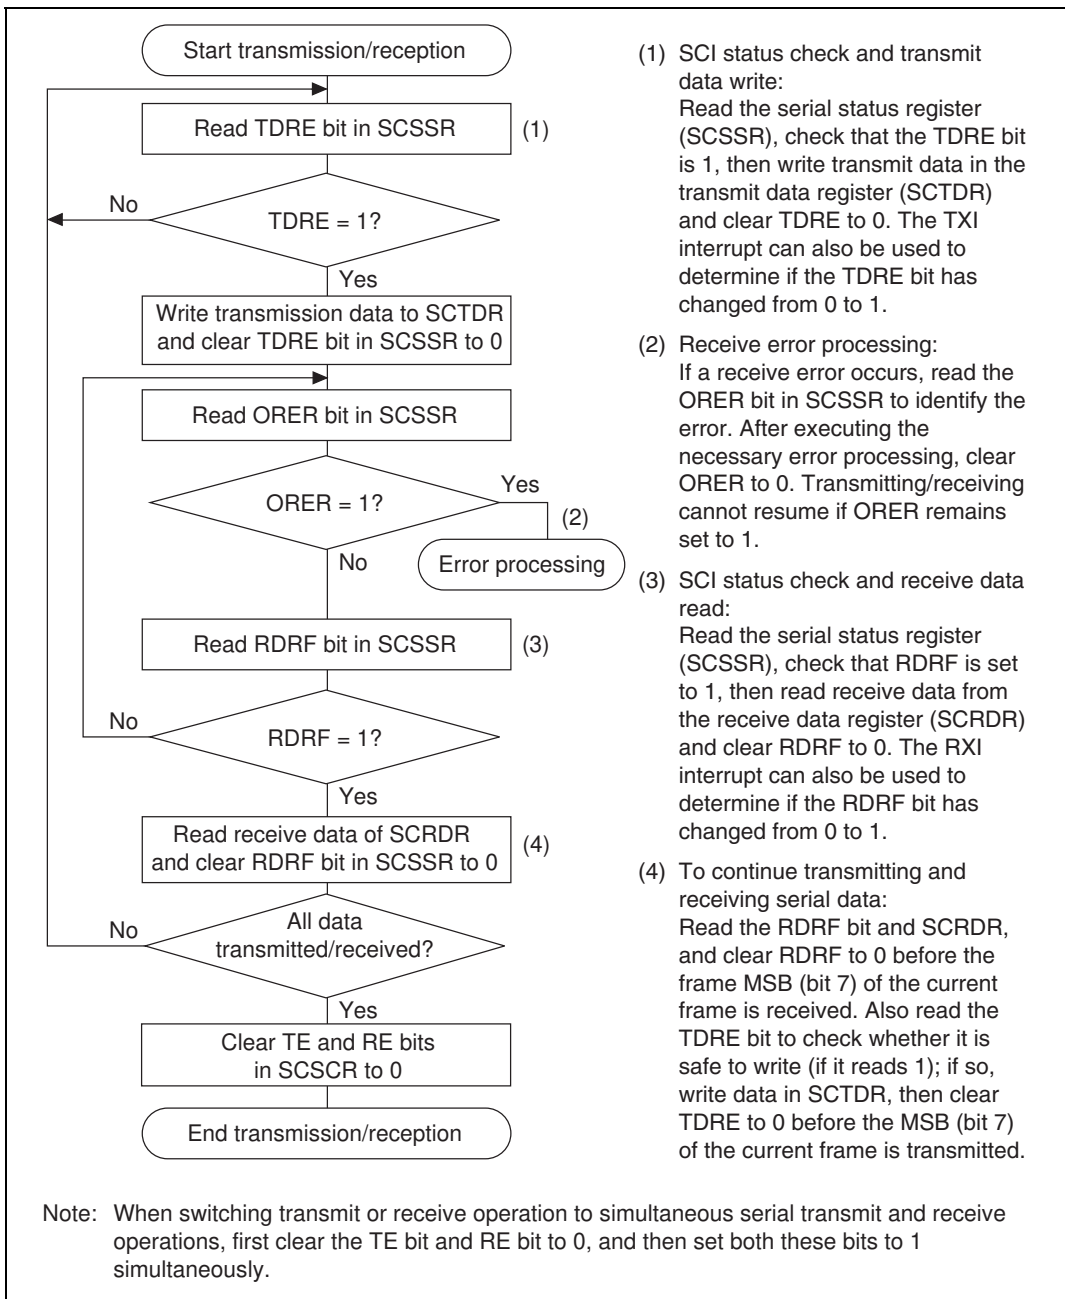 Start transmission/reception
Read TDRE bit in SCSSR
(1)
No
TDRE = 1?
Yes
Write transmission data to SCTDR
and clear TDRE bit in SCSSR to 0
Read ORER bit in SCSSR
ORER = 1?
Yes
(2)
No
Error processing
Read RDRF bit in SCSSR
(3)
No
RDRF = 1?
Yes
Read receive data of SCRDR
and clear RDRF bit in SCSSR to 0
(4)
No
All data
transmitted/received?
Yes
Clear TE and RE bits
in SCSCR to 0
End transmission/reception
(1) SCI status check and transmit
data write:
Read the serial status register
(SCSSR), check that the TDRE bit
is 1, then write transmit data in the
transmit data register (SCTDR)
and clear TDRE to 0. The TXI
interrupt can also be used to
determine if the TDRE bit has
changed from 0 to 1.
(2) Receive error processing:
If a receive error occurs, read the
ORER bit in SCSSR to identify the
error. After executing the
necessary error processing, clear
ORER to 0. Transmitting/receiving
cannot resume if ORER remains
set to 1.
(3) SCI status check and receive data
read:
Read the serial status register
(SCSSR), check that RDRF is set
to 1, then read receive data from
the receive data register (SCRDR)
and clear RDRF to 0. The RXI
interrupt can also be used to
determine if the RDRF bit has
changed from 0 to 1.
(4) To continue transmitting and
receiving serial data:
Read the RDRF bit and SCRDR,
and clear RDRF to 0 before the
frame MSB (bit 7) of the current
frame is received. Also read the
TDRE bit to check whether it is
safe to write (if it reads 1); if so,
write data in SCTDR, then clear
TDRE to 0 before the MSB (bit 7)
of the current frame is transmitted.
Note: When switching transmit or receive operation to simultaneous serial transmit and receive
operations, first clear the TE bit and RE bit to 0, and then set both these bits to 1
simultaneously.